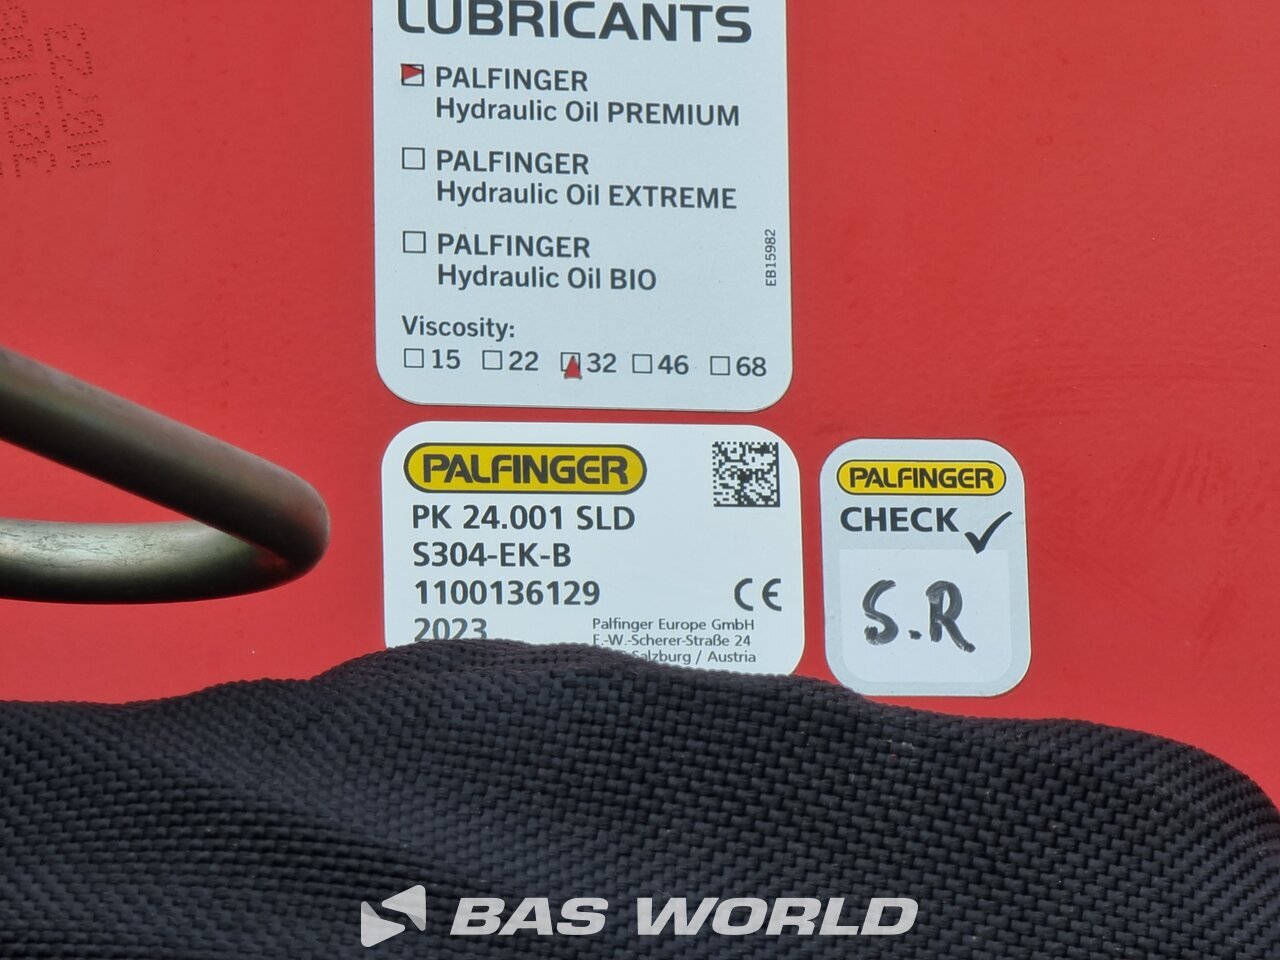 LUBRICANTS
PALFINGER
Hydraulic Oil PREMIUM
PALFINGER
Hydraulic Oil EXTREME
PALFINGER
Hydraulic Oil BIO
EB15982
Viscosity:
15 22 32 46 68
PALFINGER
PK 24.001 SLD
S304-EK-B
1100136129
CE
2023
Palfinger Europe GmbH
F.-W.-Scherer-Straße 24
Salzburg / Austria
PALFINGER
CHECK
S.R
BAS WORLD